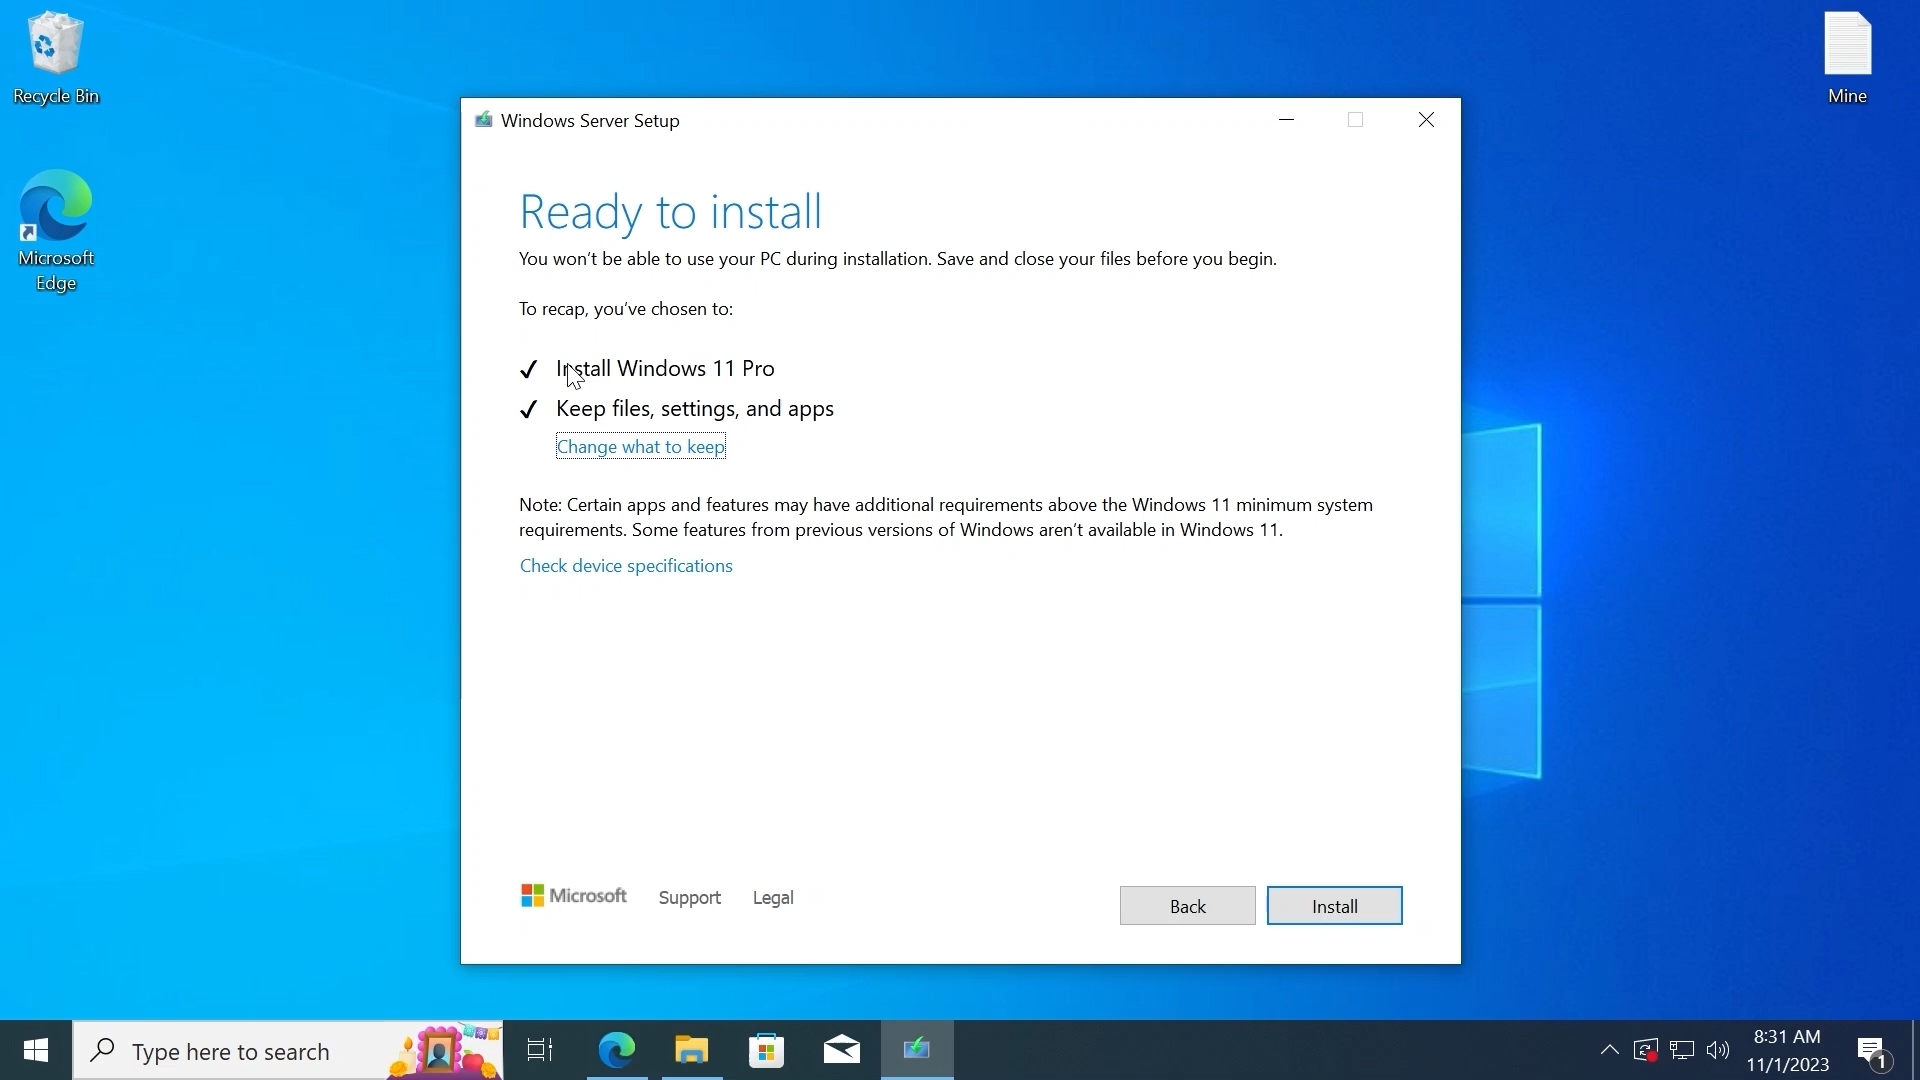 Recycle Bin
Microsoft
Edge
Mine
Windows Server Setup
Ready to install
You won't be able to use your PC during installation. Save and close your files before you begin.
To recap, you've chosen to:
Install Windows 11 Pro
Keep files, settings, and apps
Change what to keep
Note: Certain apps and features may have additional requirements above the Windows 11 minimum system
requirements. Some features from previous versions of Windows aren't available in Windows 11.
Check device specifications
Microsoft
Support
Legal
Back
Install
Type here to search
8:31 AM
11/1/2023
1